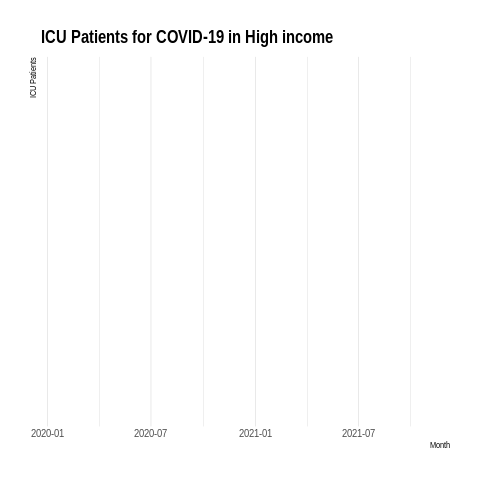 ICU Patients for COVID-19 in High income
ICU Patients
2020-01 2020-07 2021-01 2021-07
Month